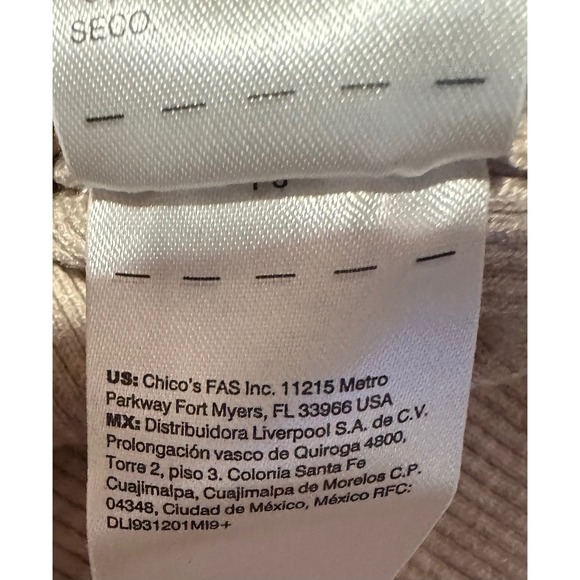 SECO.
US: Chico's FAS Inc. 11215 Metro
Parkway Fort Myers, FL 33966 USA
MX: Distribuidora Liverpool S.A. de C.V.
Prolongación vasco de Quiroga 4800,
Torre 2, piso 3. Colonia Santa Fe
Cuajimalpa, Cuajimalpa de Morelos C.P.
04348, Ciudad de México, México RFC:
DLI931201MI9+